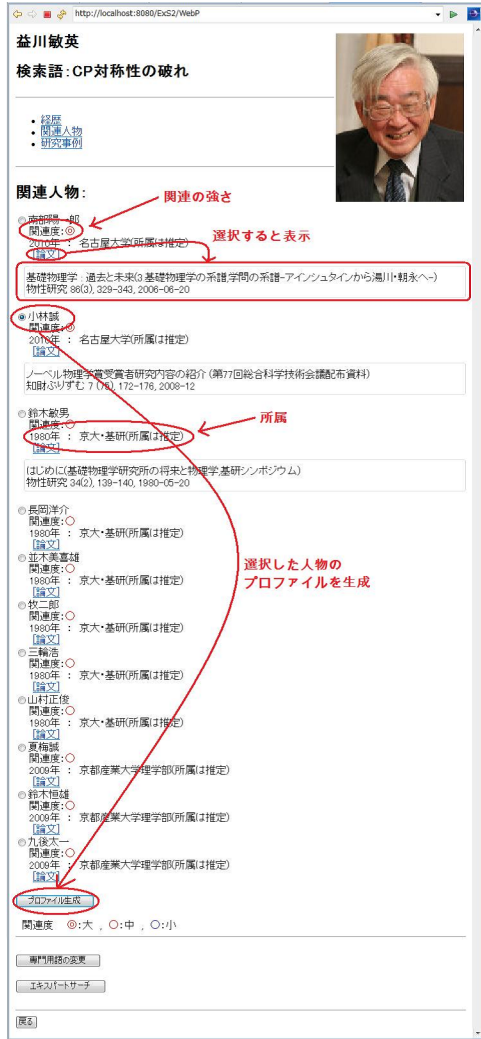 http://localhost:8080/ExS2/WebP
益川敏英
検索語:CP対称性の破れ
経歴
関連人物
研究事例
関連人物:
関連の強さ
南部陽一郎
関連度:◎
選択すると表示
2010年 : 名古屋大学(所属は推定)
[論文]
基礎物理学:過去と未来(3.基礎物理学の系譜,学問の系譜-アインシュタインから湯川・朝永へ-)
物性研究 86(3), 329-343, 2006-06-20
小林誠
関連度:◎
2010年 : 名古屋大学(所属は推定)
[論文]
ノーベル物理学賞受賞者研究内容の紹介 (第77回総合科学技術会議配布資料)
知財ぷりずむ 7 (75), 172-176, 2008-12
鈴木敏男
所属
関連度:○
1980年 : 京大・基研(所属は推定)
[論文]
はじめに(基礎物理学研究所の将来と物理学,基研シンポジウム)
物性研究 34(2), 139-140, 1980-05-20
長岡洋介
関連度:○
1980年 : 京大・基研(所属は推定)
[論文]
並木美喜雄
関連度:○
1980年 : 京大・基研(所属は推定)
[論文]
選択した人物の
プロファイルを生成
牧二郎
関連度:○
1980年 : 京大・基研(所属は推定)
[論文]
三輪浩
関連度:○
1980年 : 京大・基研(所属は推定)
[論文]
山村正俊
関連度:○
1980年 : 京大・基研(所属は推定)
[論文]
夏梅誠
関連度:○
2009年 : 京都産業大学理学部(所属は推定)
[論文]
鈴木恒雄
関連度:○
2009年 : 京都産業大学理学部(所属は推定)
[論文]
九後太一
関連度:○
2009年 : 京都産業大学理学部(所属は推定)
[論文]
プロファイル生成
関連度 ◎:大 , ○:中 , ○:小
専門用語の変更
エキスパートサーチ
戻る